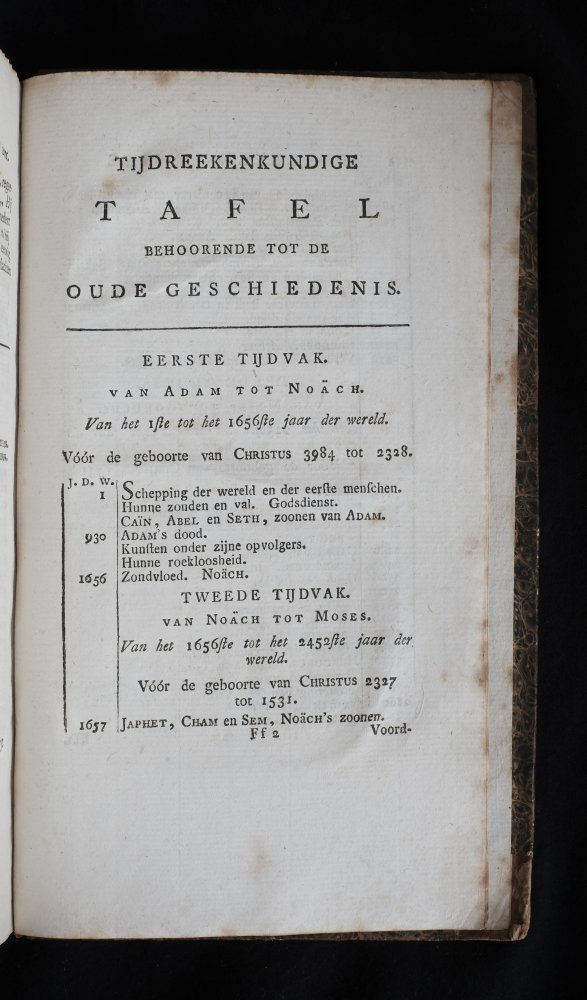 TIJDREEKENKUNDIGE
TAFEL
BEHOORENDE TOT DE
OUDE GESCHIEDENIS.
EERSTE TIJDVAK.
VAN ADAM TOT NOÄCH.
Van het 1ſte tot het 1656ſte jaar der wereld.
Vóór de geboorte van CHRISTUS 3984 tot 2328.
J. D. W.
1 Schepping der wereld en der eerſte menſchen.
Hunne zonden en val. Godsdienst.
CAÏN, ABEL en SETH, zoonen van ADAM.
930 ADAM's dood.
Kunſten onder zijne opvolgers.
Hunne roekloosheid.
1656 Zondvloed. NOÄCH.
TWEEDE TIJDVAK.
VAN NOÄCH TOT MOSES.
Van het 1656ſte tot het 2452ſte jaar der
wereld.
Vóór de geboorte van CHRISTUS 2327
tot 1531.
1657 JAPHET, CHAM en SEM, NOÄCH's zoonen.
Ff 2 Voord-